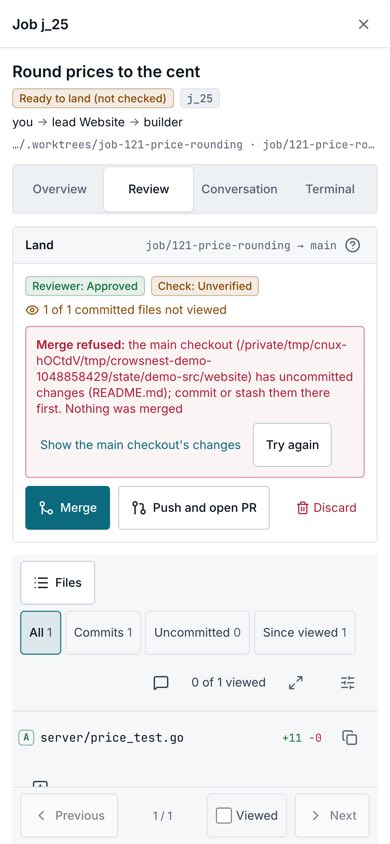 Job j_25
Round prices to the cent
Ready to land (not checked) j_25
you → lead Website → builder
…/.worktrees/job-121-price-rounding · job/121-price-ro…
Overview Review Conversation Terminal
Land job/121-price-rounding → main
Reviewer: Approved Check: Unverified
1 of 1 committed files not viewed
Merge refused: the main checkout (/private/tmp/cnux-
hOCtdV/tmp/crowsnest-demo-
1048858429/state/demo-src/website) has uncommitted
changes (README.md); commit or stash them there
first. Nothing was merged
Show the main checkout's changes Try again
Merge Push and open PR Discard
Files
All 1 Commits 1 Uncommitted 0 Since viewed 1
0 of 1 viewed
A server/price_test.go +11 -0
Previous 1 / 1 Viewed Next